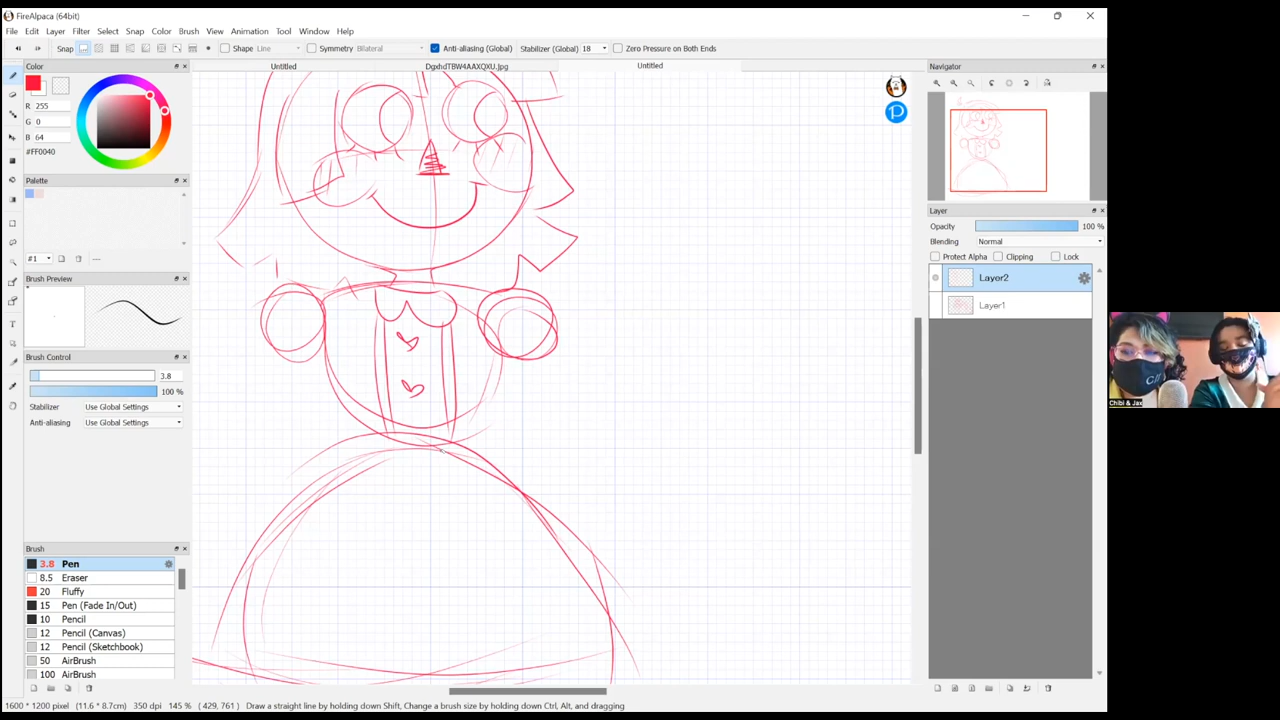 FireAlpaca (64bit)
File Edit Layer Filter Select Snap Color Brush View Animation Tool Window Help
Snap Shape Line Symmetry Bilateral Anti-aliasing (Global) Stabilizer (Global) 18 Zero Pressure on Both Ends
Color
Untitled DgxhdTBW4AAXQXU.jpg Untitled
Navigator
R 255
G 0
B 64
#FF0040
Palette
#1 ---
Layer
Opacity 100 %
Blending Normal
Protect Alpha Clipping Lock
Layer2
Layer1
Brush Preview
Brush Control
3.8
100 %
Stabilizer Use Global Settings
Anti-aliasing Use Global Settings
Brush
3.8 Pen
8.5 Eraser
20 Fluffy
15 Pen (Fade In/Out)
10 Pencil
12 Pencil (Canvas)
12 Pencil (Sketchbook)
50 AirBrush
100 AirBrush
Chibi & Jax
1600 * 1200 pixel (11.6 * 8.7cm) 350 dpi 145 % ( 429, 761 ) Draw a straight line by holding down Shift, Change a brush size by holding down Ctrl, Alt, and dragging